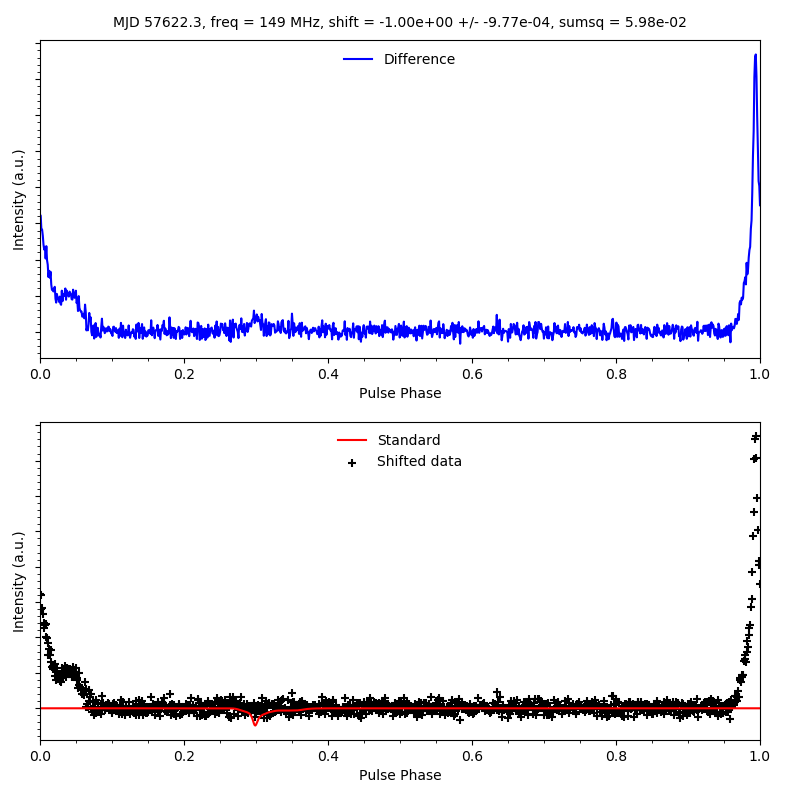 MJD 57622.3, freq = 149 MHz, shift = -1.00e+00 +/- -9.77e-04, sumsq = 5.98e-02
Difference
Intensity (a.u.)
0.0 0.2 0.4 0.6 0.8 1.0
Pulse Phase
Standard
Shifted data
Intensity (a.u.)
0.0 0.2 0.4 0.6 0.8 1.0
Pulse Phase